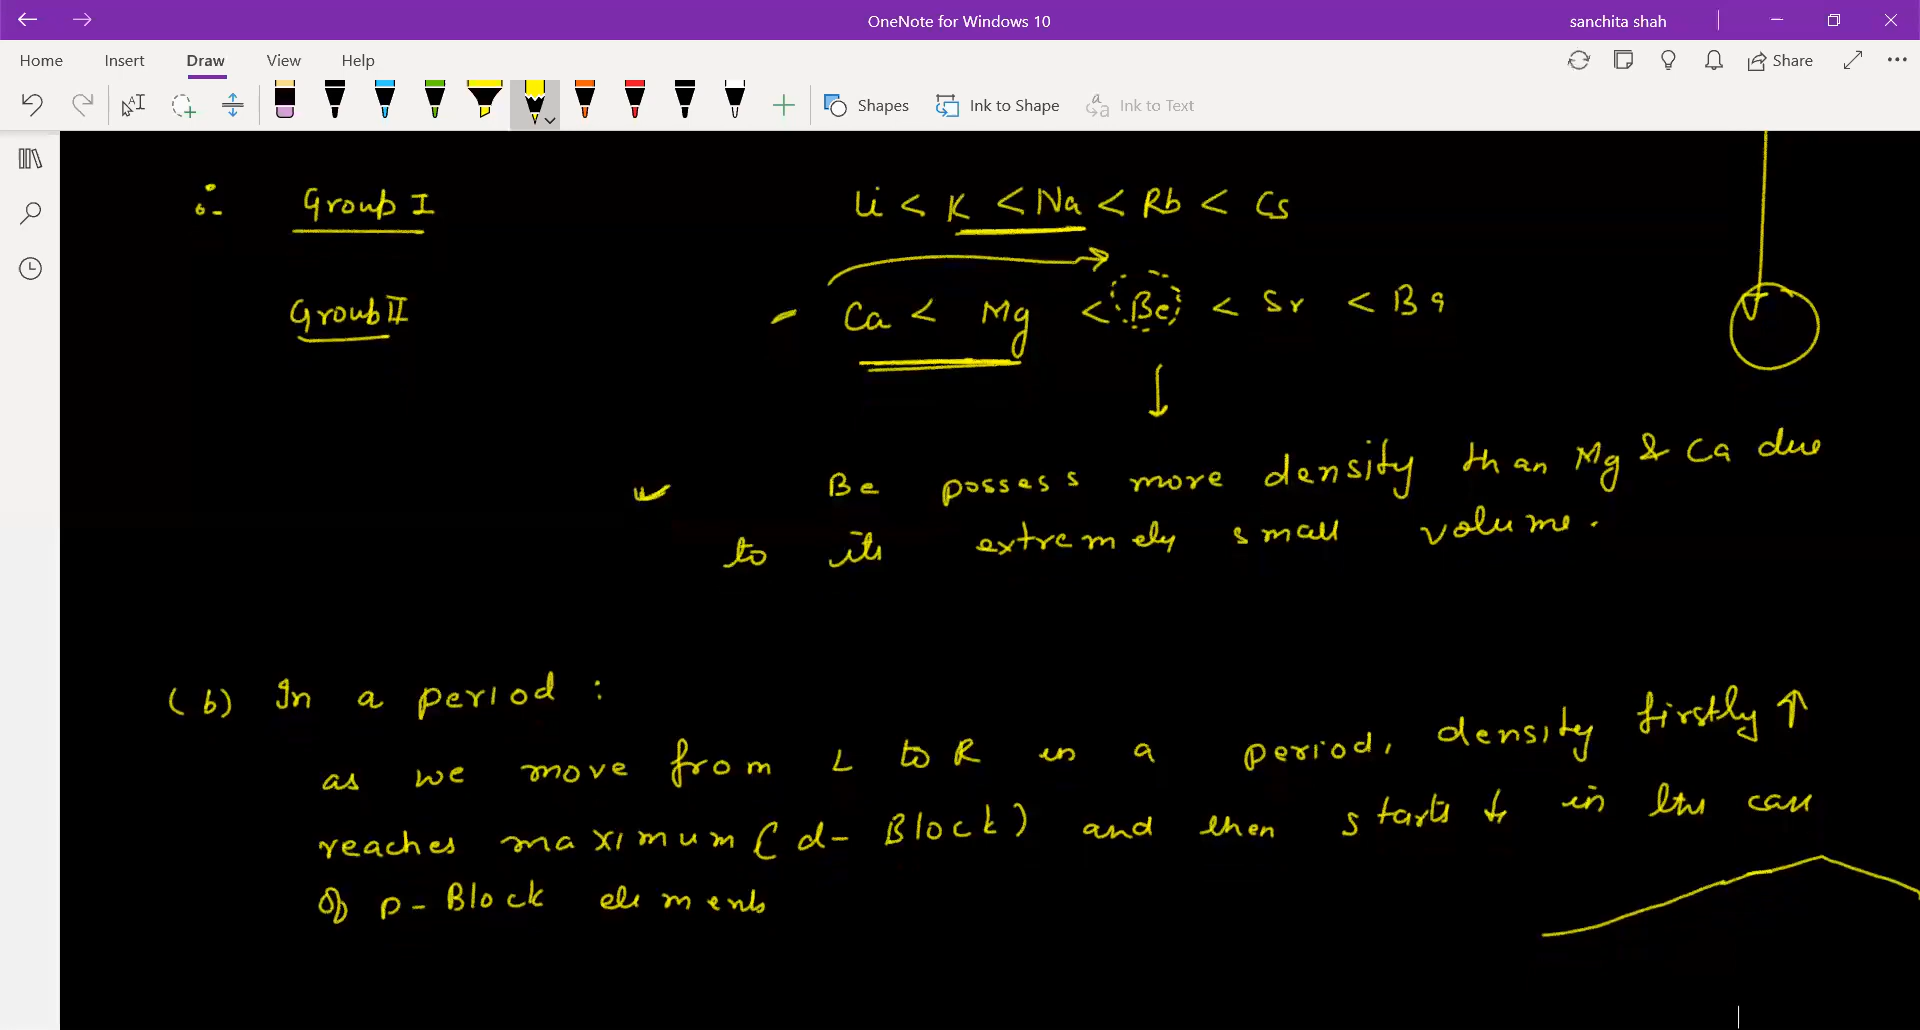 OneNote for Windows 10
sanchita shah
Home Insert Draw View Help
Share
Shapes Ink to Shape Ink to Text
∴ Group I Li < K < Na < Rb < Cs
Group II - Ca < Mg < Be < Sr < Ba
Be possess more density than Mg & Ca due
to its extremely small volume.
(b) In a period :
as we move from L to R in a period, density firstly ↑
reaches maximum (d-Block) and then starts ↓ in the case
of p-Block elements